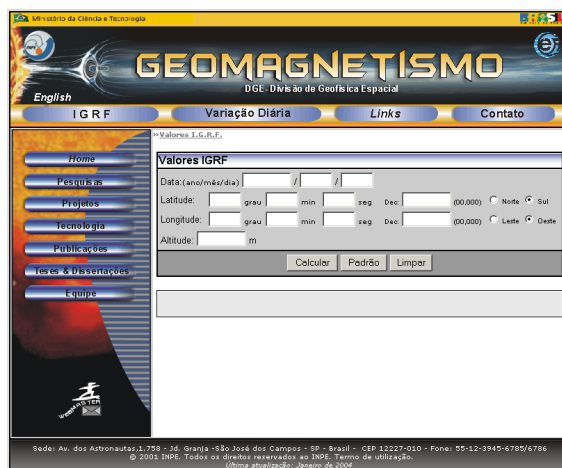 Ministério da Ciência e Tecnologia
BRASIL
GEOMAGNETISMO
DGE-Divisão de Geofísica Espacial
English
IGRF Variação Diária Links Contato
»Valores I.G.R.F.
Home
Pesquisas
Projetos
Tecnologia
Publicações
Teses & Dissertações
Equipe
WEBMASTER
Valores IGRF
Data:(ano/mês/dia) / /
Latitude: grau min seg Dec: (00,000) Norte Sul
Longitude: grau min seg Dec: (00,000) Leste Oeste
Altitude: m
Calcular Padrão Limpar
Sede: Av. dos Astronautas,1.758 - Jd. Granja -São José dos Campos - SP - Brasil - CEP 12227-010 - Fone: 55-12-3945-6785/6786
© 2001 INPE. Todos os direitos reservados ao INPE. Termo de utilização.
Última atualização: Janeiro de 2004